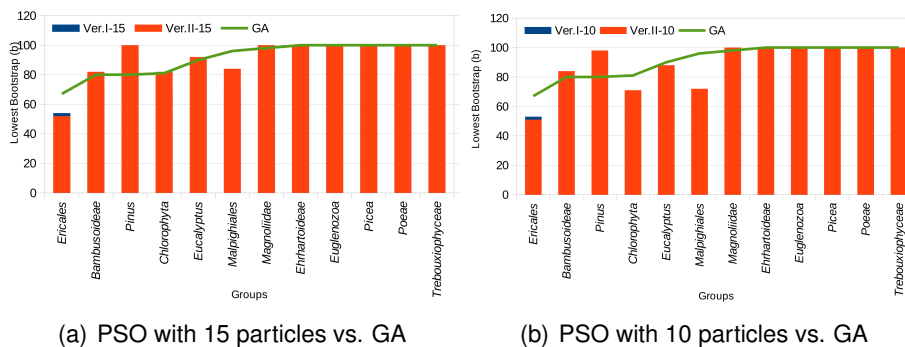 Ver.I-15 Ver.II-15 GA
120
100
80
60
40
20
0
Lowest Bootstrap (b)
Ericales
Bambusoideae
Pinus
Chlorophyta
Eucalyptus
Malpighiales
Magnoliidae
Ehrhartoideae
Euglenozoa
Picea
Poeae
Trebouxiophyceae
Groups
(a) PSO with 15 particles vs. GA
Ver.I-10 Ver.II-10 GA
120
100
80
60
40
20
0
Lowest Bootstrap (b)
Ericales
Bambusoideae
Pinus
Chlorophyta
Eucalyptus
Malpighiales
Magnoliidae
Ehrhartoideae
Euglenozoa
Picea
Poeae
Trebouxiophyceae
Groups
(b) PSO with 10 particles vs. GA